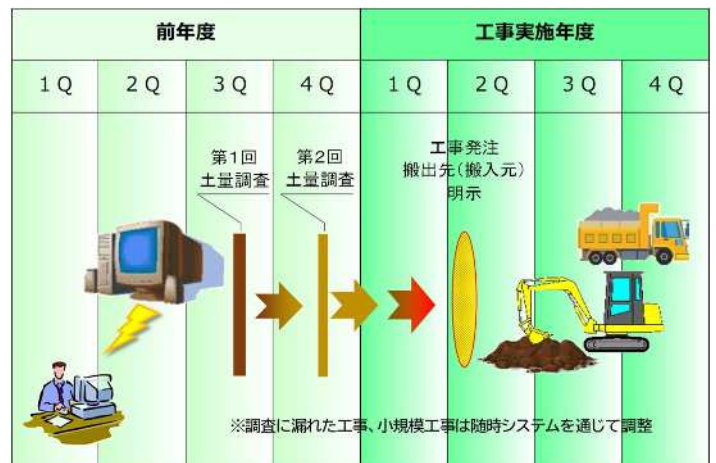 前年度 工事実施年度
1Q 2Q 3Q 4Q 1Q 2Q 3Q 4Q
第1回
土量調査
第2回
土量調査
工事発注
搬出先(搬入元)
明示
※調査に漏れた工事、小規模工事は随時システムを通じて調整